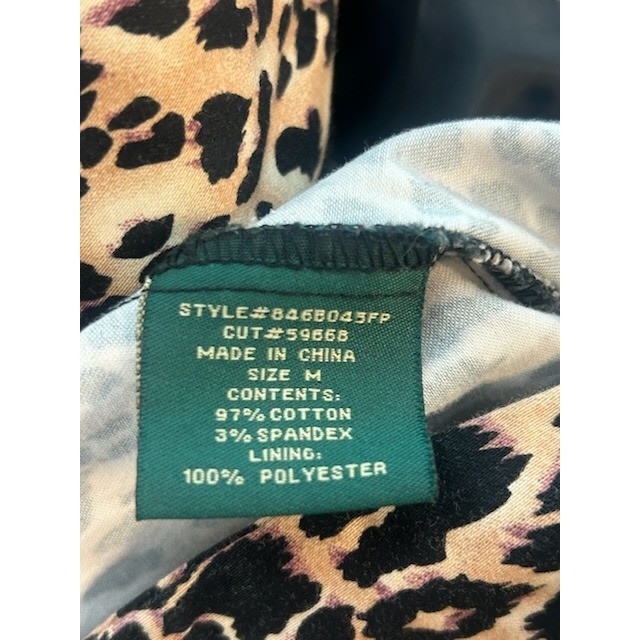 STYLE#846B043FP
CUT#59668
MADE IN CHINA
SIZE M
CONTENTS:
97% COTTON
3% SPANDEX
LINING:
100% POLYESTER